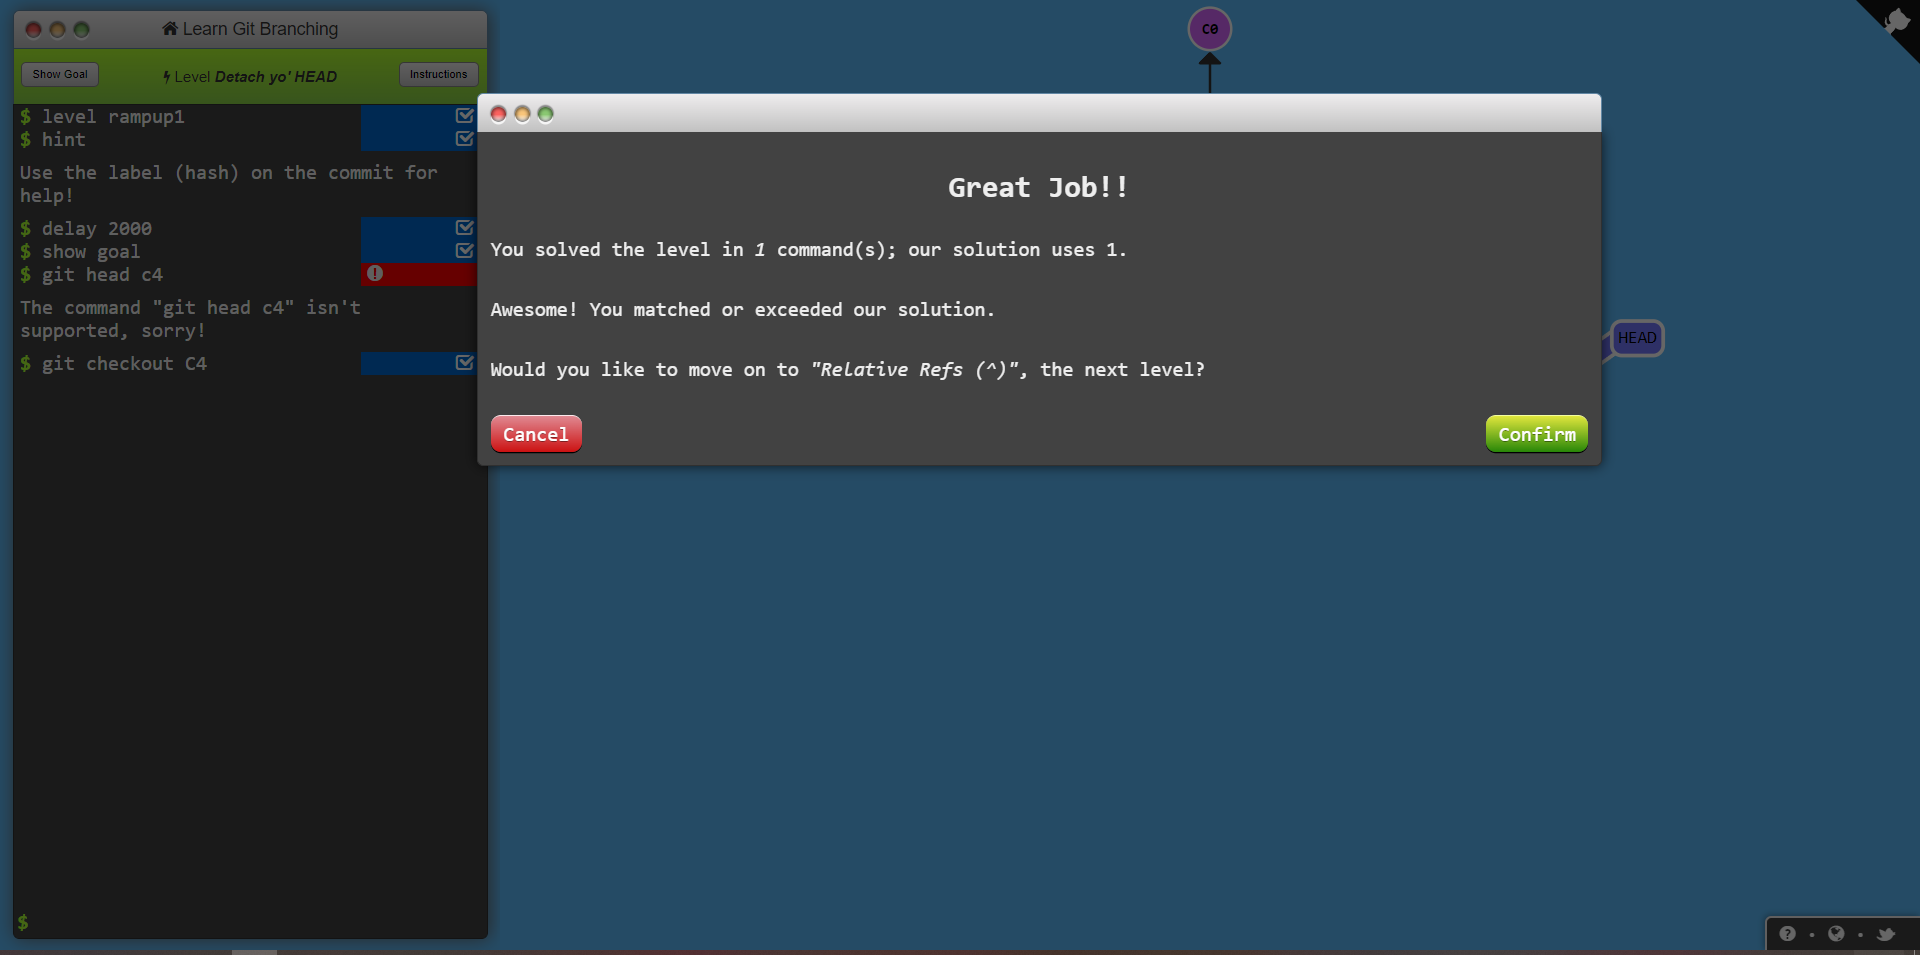 Learn Git Branching
Show Goal
Level Detach yo' HEAD
Instructions
$ level rampup1
$ hint
Use the label (hash) on the commit for
help!
$ delay 2000
$ show goal
$ git head c4
The command "git head c4" isn't
supported, sorry!
$ git checkout C4
$
C0
Great Job!!
You solved the level in 1 command(s); our solution uses 1.
Awesome! You matched or exceeded our solution.
Would you like to move on to "Relative Refs (^)", the next level?
Cancel
Confirm
HEAD